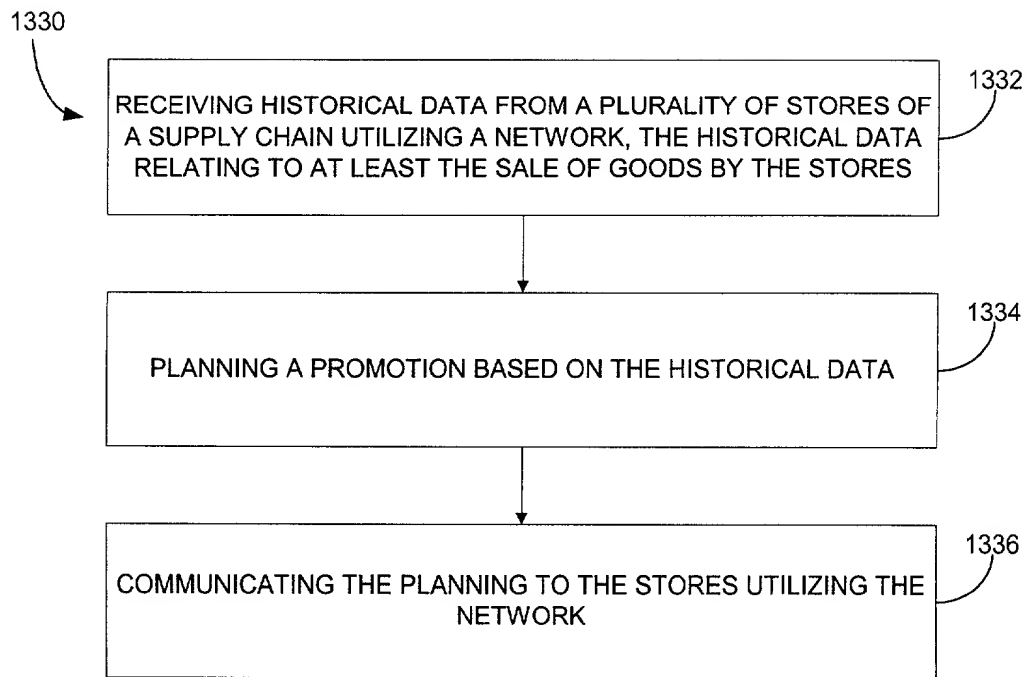 1330
1332
RECEIVING HISTORICAL DATA FROM A PLURALITY OF STORES OF
A SUPPLY CHAIN UTILIZING A NETWORK, THE HISTORICAL DATA
RELATING TO AT LEAST THE SALE OF GOODS BY THE STORES
1334
PLANNING A PROMOTION BASED ON THE HISTORICAL DATA
1336
COMMUNICATING THE PLANNING TO THE STORES UTILIZING THE
NETWORK